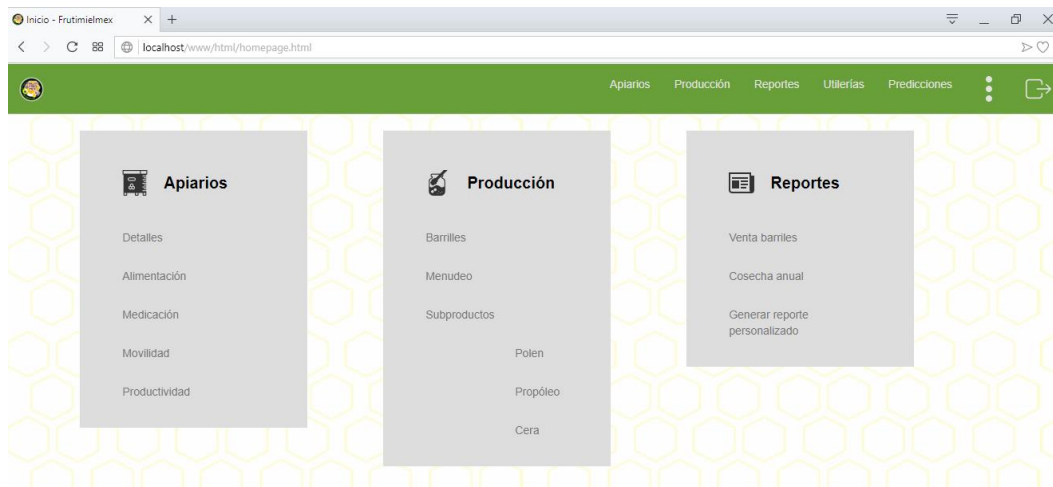 Inicio - Frutimielmex
localhost/www/html/homepage.html
Apiarios Producción Reportes Utilerías Predicciones
Apiarios
Detalles
Alimentación
Medicación
Movilidad
Productividad
Producción
Barrilles
Menudeo
Subproductos
Polen
Propóleo
Cera
Reportes
Venta barriles
Cosecha anual
Generar reporte
personalizado